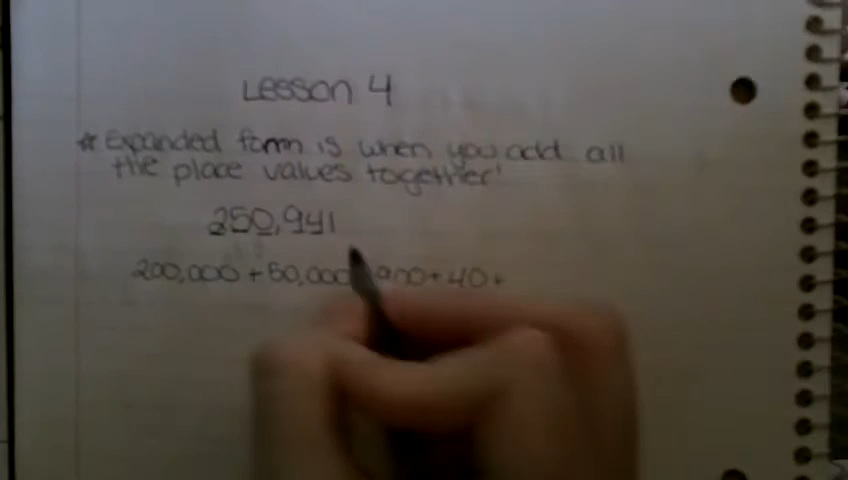 Lesson 4
* Expanded form is when you add all
the place values together!
250,941
200,000 + 50,000 900 + 40 +